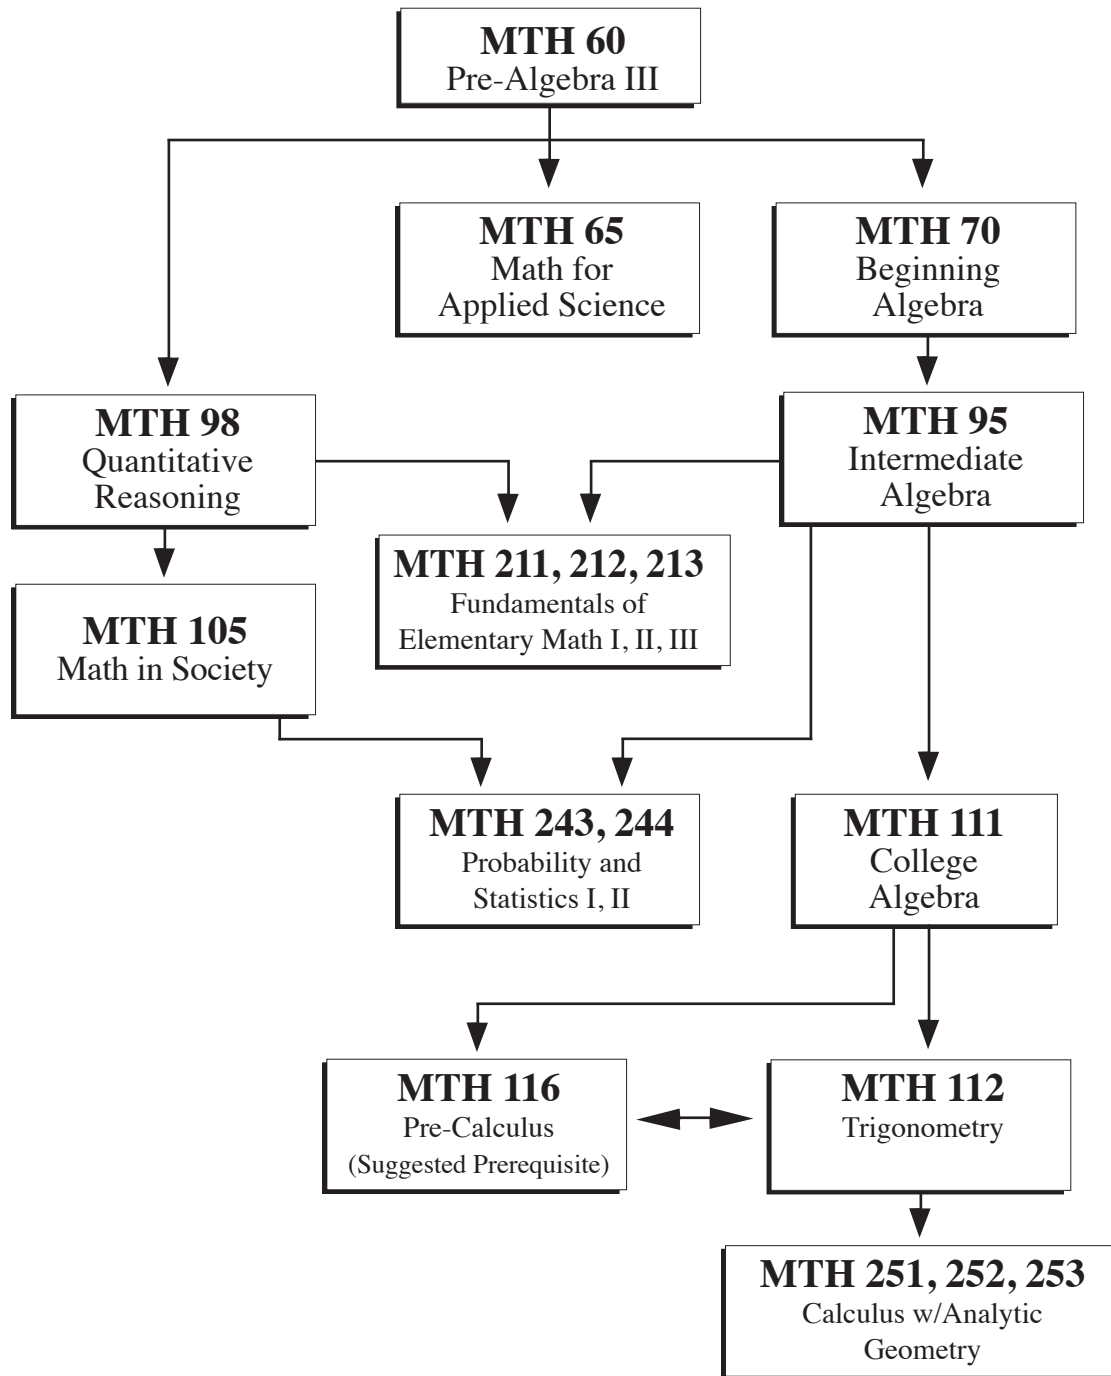 MTH 60
Pre-Algebra III
MTH 65
Math for
Applied Science
MTH 70
Beginning
Algebra
MTH 98
Quantitative
Reasoning
MTH 95
Intermediate
Algebra
MTH 211, 212, 213
Fundamentals of
Elementary Math I, II, III
MTH 105
Math in Society
MTH 243, 244
Probability and
Statistics I, II
MTH 111
College
Algebra
MTH 116
Pre-Calculus
(Suggested Prerequisite)
MTH 112
Trigonometry
MTH 251, 252, 253
Calculus w/Analytic
Geometry